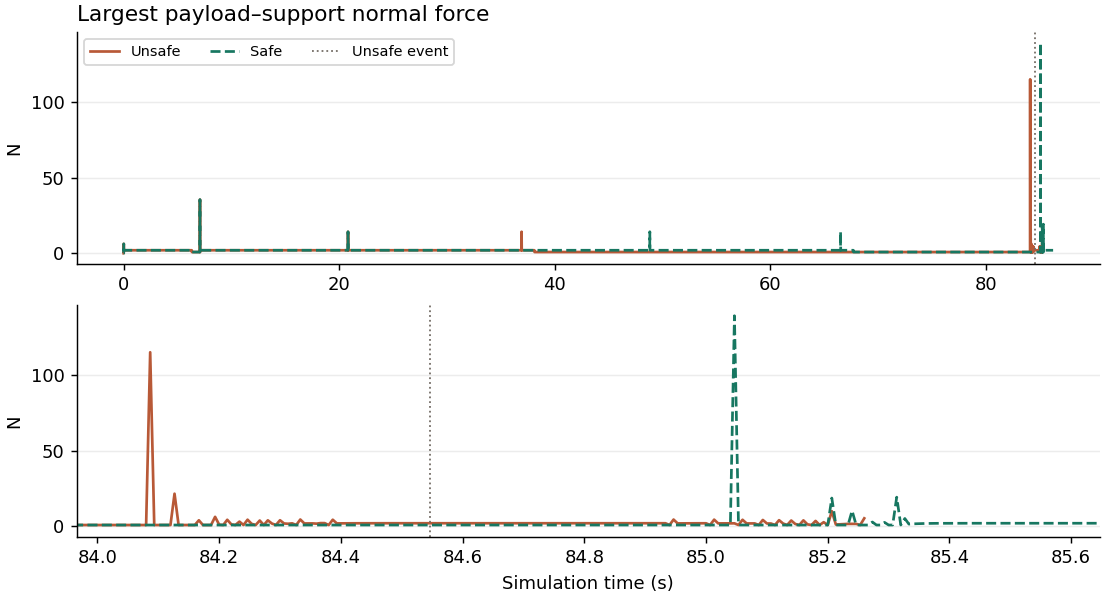 Largest payload–support normal force
Unsafe Safe Unsafe event
N
100
50
0
0 20 40 60 80
N
100
50
0
84.0 84.2 84.4 84.6 84.8 85.0 85.2 85.4 85.6
Simulation time (s)